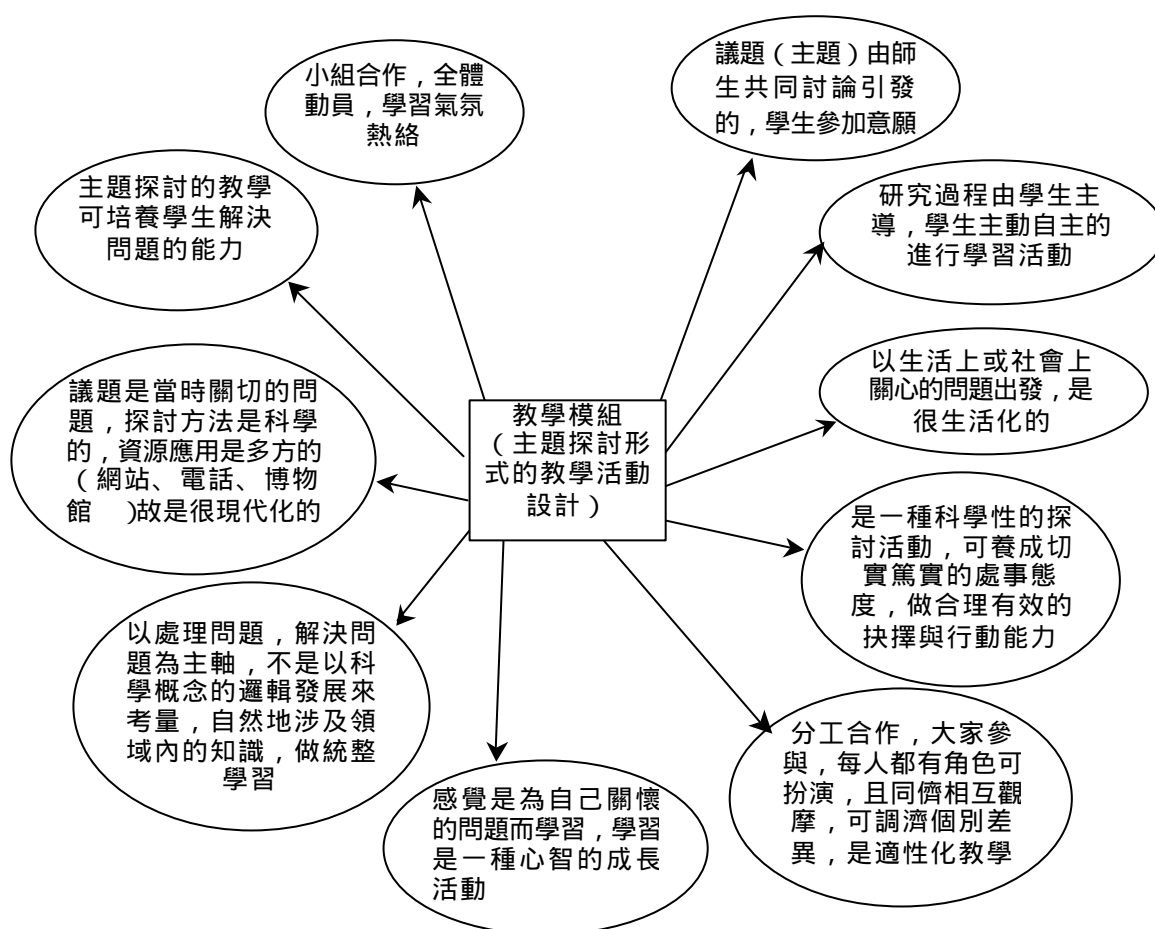 小組合作，全體
動員，學習氣氛
熱絡
議題（主題）由師
生共同討論引發
的，學生參加意願
主題探討的教學
可培養學生解決
問題的能力
研究過程由學生主
導，學生主動自主的
進行學習活動
以生活上或社會上
關心的問題出發，是
很生活化的
議題是當時關切的問
題，探討方法是科學
的，資源應用是多方的
（網站、電話、博物
館　)故是很現代化的
教學模組
（主題探討形
式的教學活動
設計）
是一種科學性的探
討活動，可養成切
實篤實的處事態
度，做合理有效的
抉擇與行動能力
以處理問題，解決問
題為主軸，不是以科
學概念的邏輯發展來
考量，自然地涉及領
域內的知識，做統整
學習
分工合作，大家參
與，每人都有角色可
扮演，且同儕相互觀
摩，可調濟個別差
異，是適性化教學
感覺是為自己關懷
的問題而學習，學習
是一種心智的成長
活動